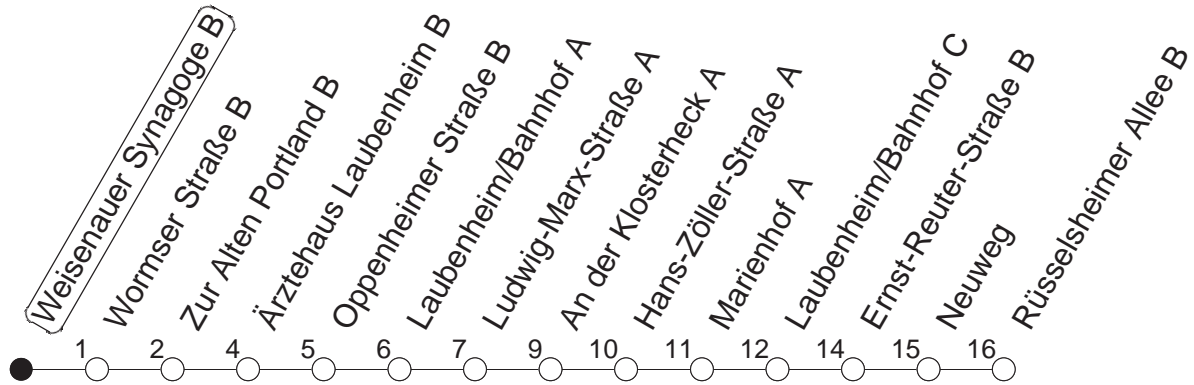 Weisenauer Synagoge B
Wormser Straße B
Zur Alten Portland B
Ärztehaus Laubenheim B
Oppenheimer Straße B
Laubenheim/Bahnhof A
Ludwig-Marx-Straße A
An der Klosterheck A
Hans-Zöller-Straße A
Marienhof A
Laubenheim/Bahnhof C
Ernst-Reuter-Straße B
Neuweg
Rüsselsheimer Allee B
1 2 4 5 6 7 9 10 11 12 14 15 16